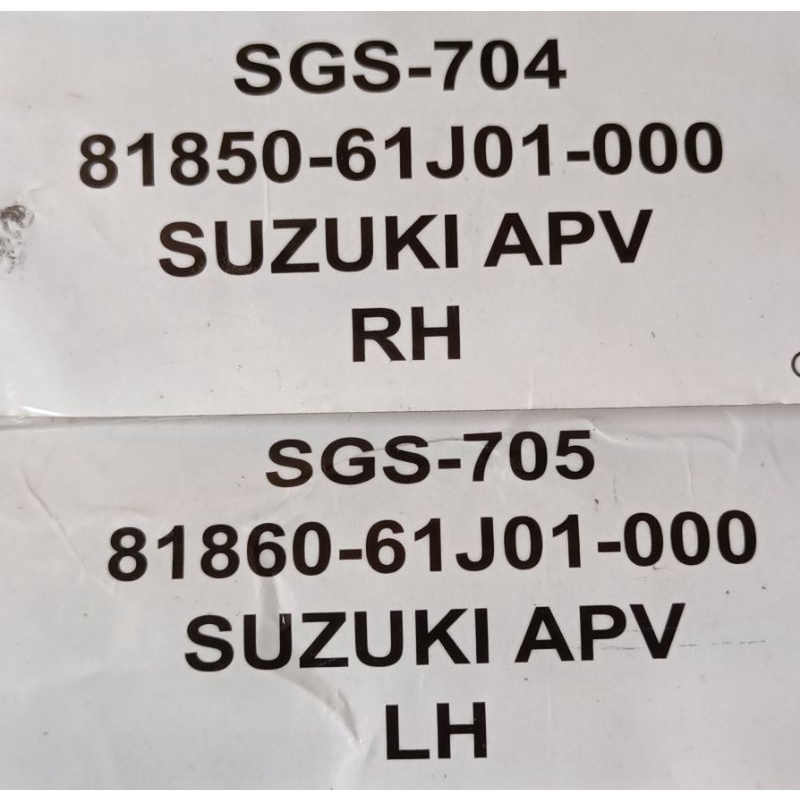 SGS-704
81850-61J01-000
SUZUKI APV
RH
SGS-705
81860-61J01-000
SUZUKI APV
LH